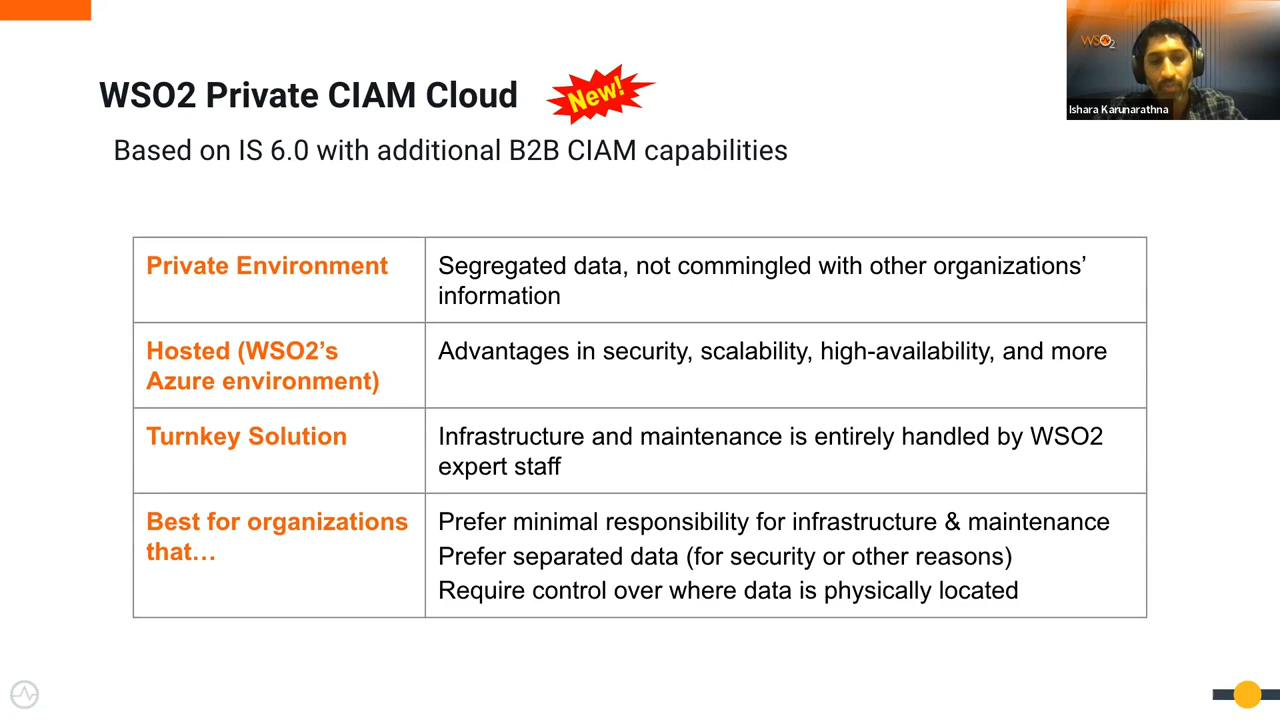 WSO2 Private CIAM Cloud
New!
WSO2
Ishara Karunarathna
Based on IS 6.0 with additional B2B CIAM capabilities
Private Environment
Segregated data, not commingled with other organizations’
information
Hosted (WSO2’s
Azure environment)
Advantages in security, scalability, high-availability, and more
Turnkey Solution
Infrastructure and maintenance is entirely handled by WSO2
expert staff
Best for organizations
that…
Prefer minimal responsibility for infrastructure & maintenance
Prefer separated data (for security or other reasons)
Require control over where data is physically located